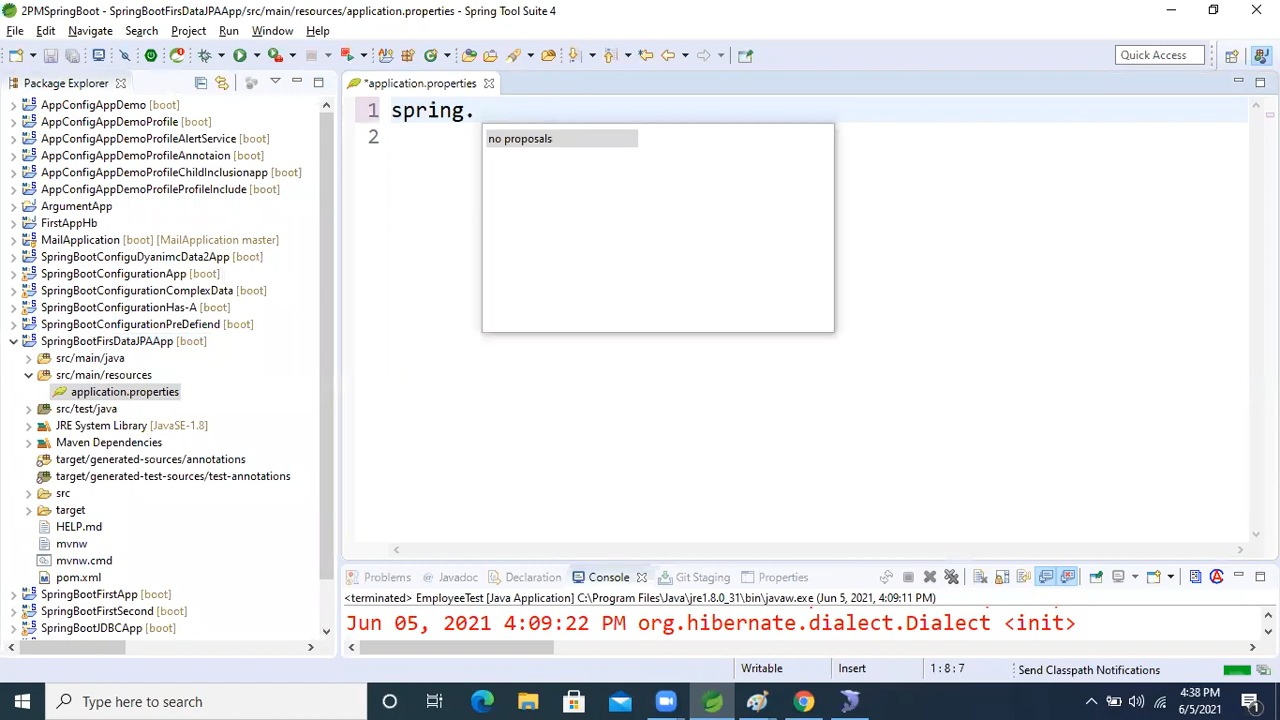 2PMSpringBoot - SpringBootFirsDataJPAApp/src/main/resources/application.properties - Spring Tool Suite 4
File Edit Navigate Search Project Run Window Help
Quick Access
Package Explorer
*application.properties
AppConfigAppDemo [boot]
AppConfigAppDemoProfile [boot]
AppConfigAppDemoProfileAlertService [boot]
AppConfigAppDemoProfileAnnotaion [boot]
AppConfigAppDemoProfileChildInclusionapp [boot]
AppConfigAppDemoProfileProfileInclude [boot]
ArgumentApp
FirstAppHb
MailApplication [boot] [MailApplication master]
SpringBootConfiguDyanimcData2App [boot]
SpringBootConfigurationApp [boot]
SpringBootConfigurationComplexData [boot]
SpringBootConfigurationHas-A [boot]
SpringBootConfigurationPreDefiend [boot]
SpringBootFirsDataJPAApp [boot]
src/main/java
src/main/resources
application.properties
src/test/java
JRE System Library [JavaSE-1.8]
Maven Dependencies
target/generated-sources/annotations
target/generated-test-sources/test-annotations
src
target
HELP.md
mvnw
mvnw.cmd
pom.xml
SpringBootFirstApp [boot]
SpringBootFirstSecond [boot]
SpringBootJDBCApp [boot]
1 spring.
2
no proposals
Problems Javadoc Declaration Console Git Staging Properties
<terminated> EmployeeTest [Java Application] C:\Program Files\Java\jre1.8.0_31\bin\javaw.exe (Jun 5, 2021 4:09:11 PM)
Jun 05, 2021 4:09:22 PM org.hibernate.dialect.Dialect <init>
Writable Insert 1 : 8 : 7 Send Classpath Notifications
Type here to search
4:38 PM
6/5/2021
1